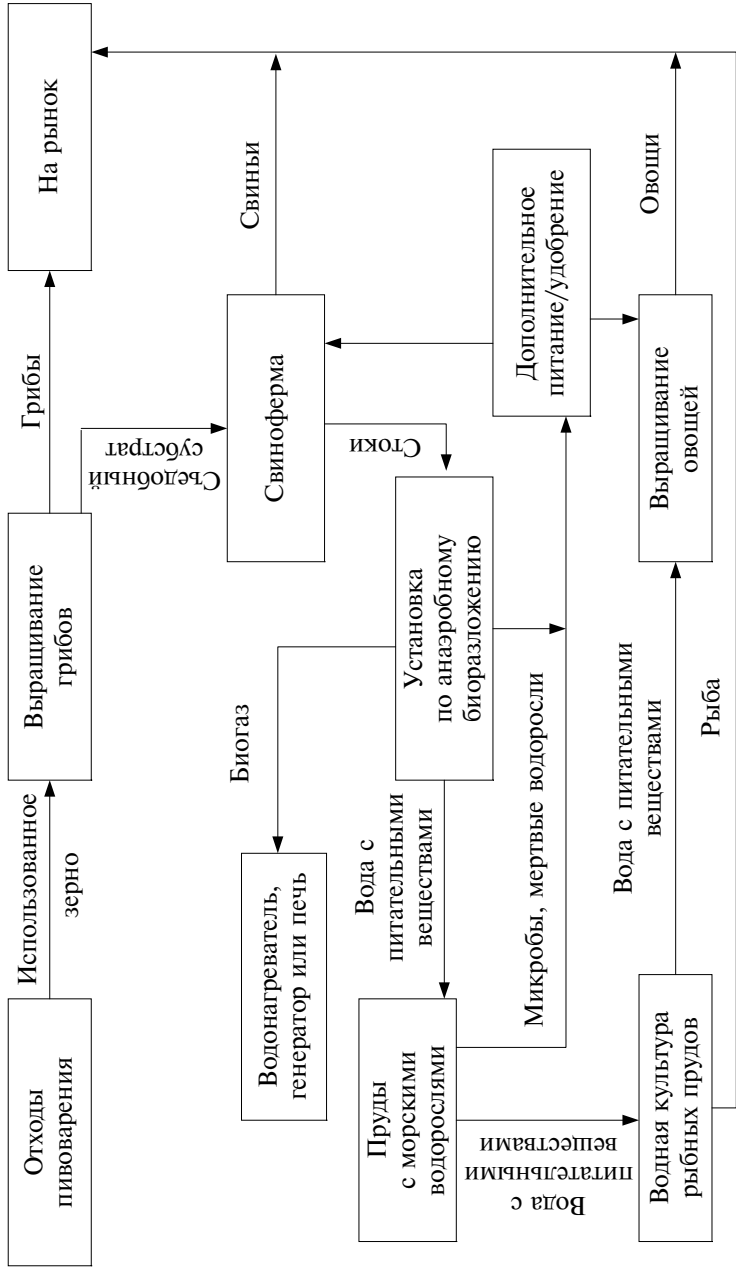 Отходы
пивоварения
Использованное
зерно
Выращивание
грибов
Грибы
На рынок
Съедобный
субстрат
Водонагреватель,
генератор или печь
Биогаз
Свиноферма
Свиньи
Стоки
Пруды
с морскими
водорослями
Вода с
питательными
веществами
Установка
по анаэробному
биоразложению
Дополнительное
питание/удобрение
Микробы, мертвые водоросли
Вода с
питательными
веществами
Водная культура
рыбных прудов
Вода с питательными
веществами
Выращивание
овощей
Овощи
Рыба